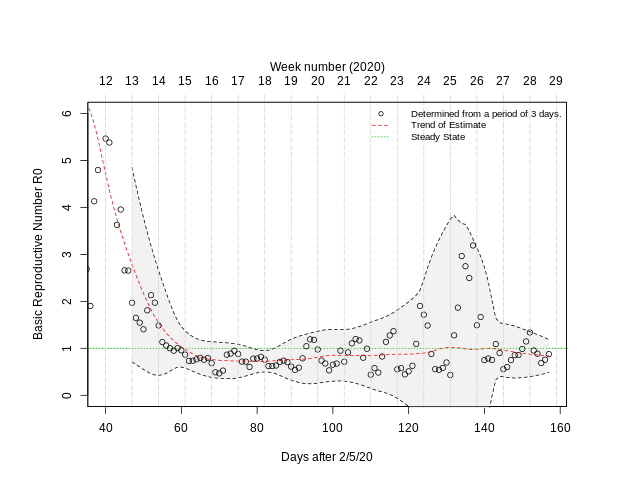 Week number (2020)
12 13 14 15 16 17 18 19 20 21 22 23 24 25 26 27 28 29
Determined from a period of 3 days.
Trend of Estimate
Steady State
Basic Reproductive Number R0
6
5
4
3
2
1
0
40 60 80 100 120 140 160
Days after 2/5/20